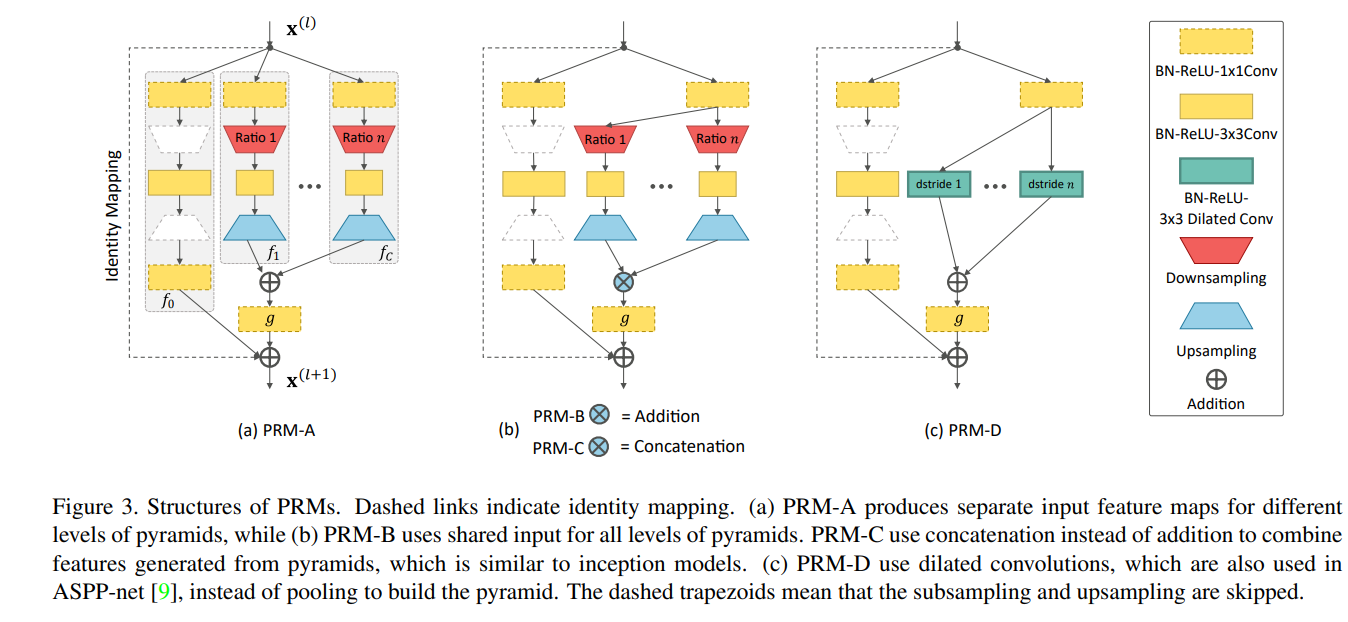 x^(l)
Identity Mapping
Ratio 1
Ratio n
•••
f_1
f_c
f_0
g
x^(l+1)
(a) PRM-A
Ratio 1
Ratio n
•••
g
(b)
PRM-B ⊗ = Addition
PRM-C ⊗ = Concatenation
dstride 1
•••
dstride n
g
(c) PRM-D
BN-ReLU-1x1Conv
BN-ReLU-3x3Conv
BN-ReLU-
3x3 Dilated Conv
Downsampling
Upsampling
Addition
Figure 3. Structures of PRMs. Dashed links indicate identity mapping. (a) PRM-A produces separate input feature maps for different
levels of pyramids, while (b) PRM-B uses shared input for all levels of pyramids. PRM-C use concatenation instead of addition to combine
features generated from pyramids, which is similar to inception models. (c) PRM-D use dilated convolutions, which are also used in
ASPP-net [9], instead of pooling to build the pyramid. The dashed trapezoids mean that the subsampling and upsampling are skipped.